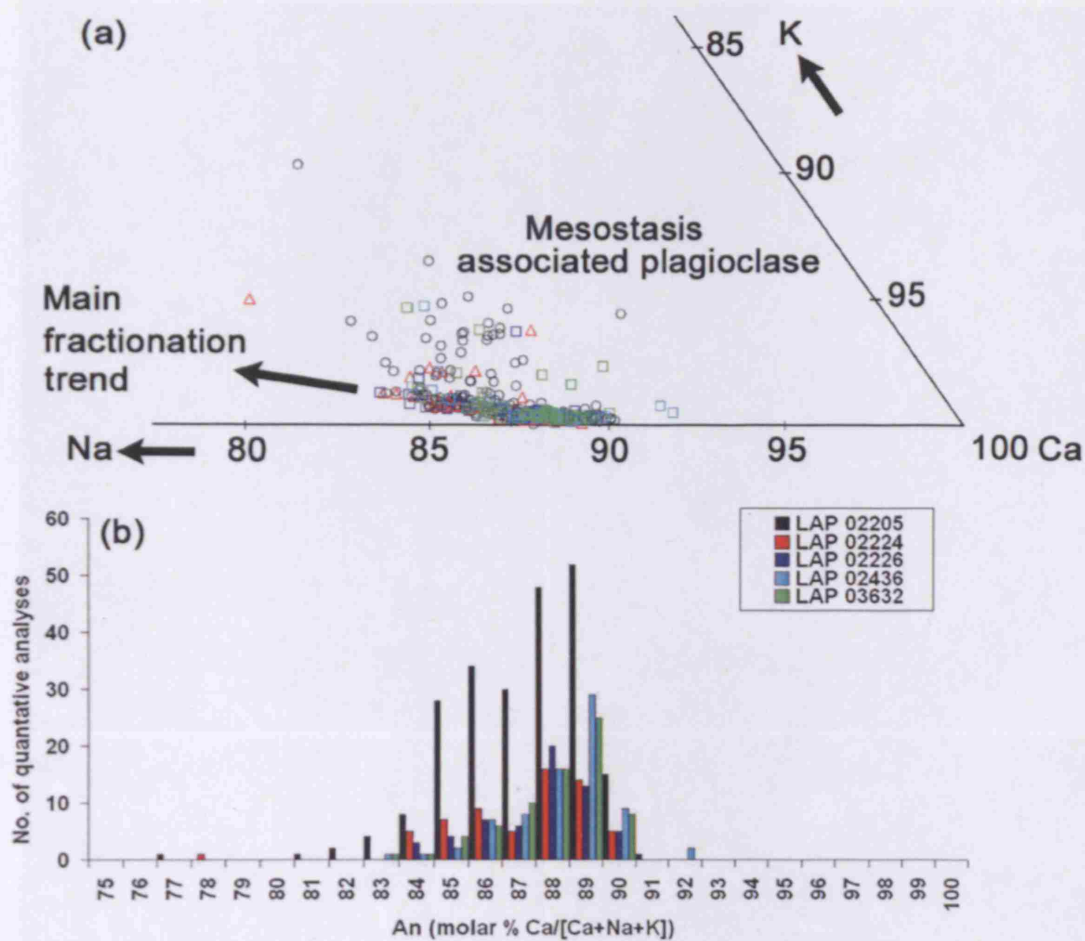 (a)
K
85
90
95
Mesostasis
associated plagioclase
Main
fractionation
trend
Na
80
85
90
95
100 Ca
(b)
No. of quantative analyses
60
50
40
30
20
10
0
LAP 02205
LAP 02224
LAP 02226
LAP 02436
LAP 03632
75 76 77 78 79 80 81 82 83 84 85 86 87 88 89 90 91 92 93 94 95 96 97 98 99 100
An (molar % Ca/[Ca+Na+K])